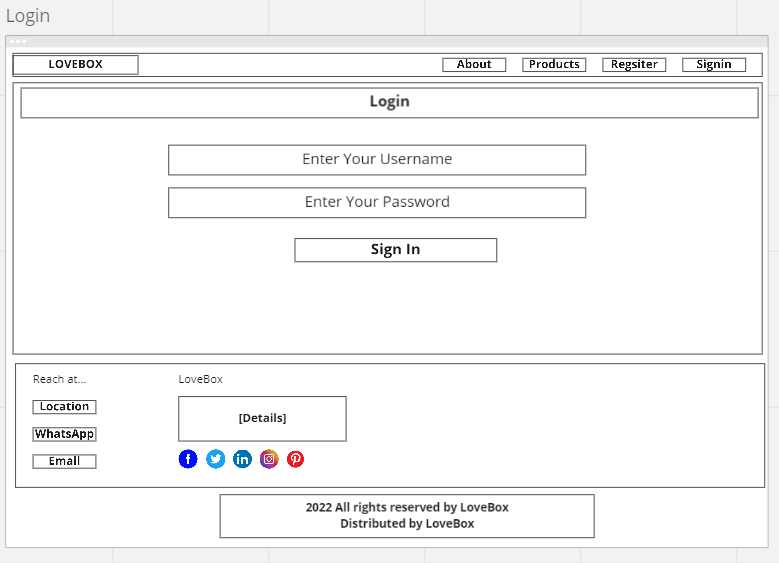 Login
LOVEBOX
About
Products
Regsiter
Signin
Login
Enter Your Username
Enter Your Password
Sign In
Reach at...
LoveBox
Location
[Details]
WhatsApp
Email
2022 All rights reserved by LoveBox
Distributed by LoveBox